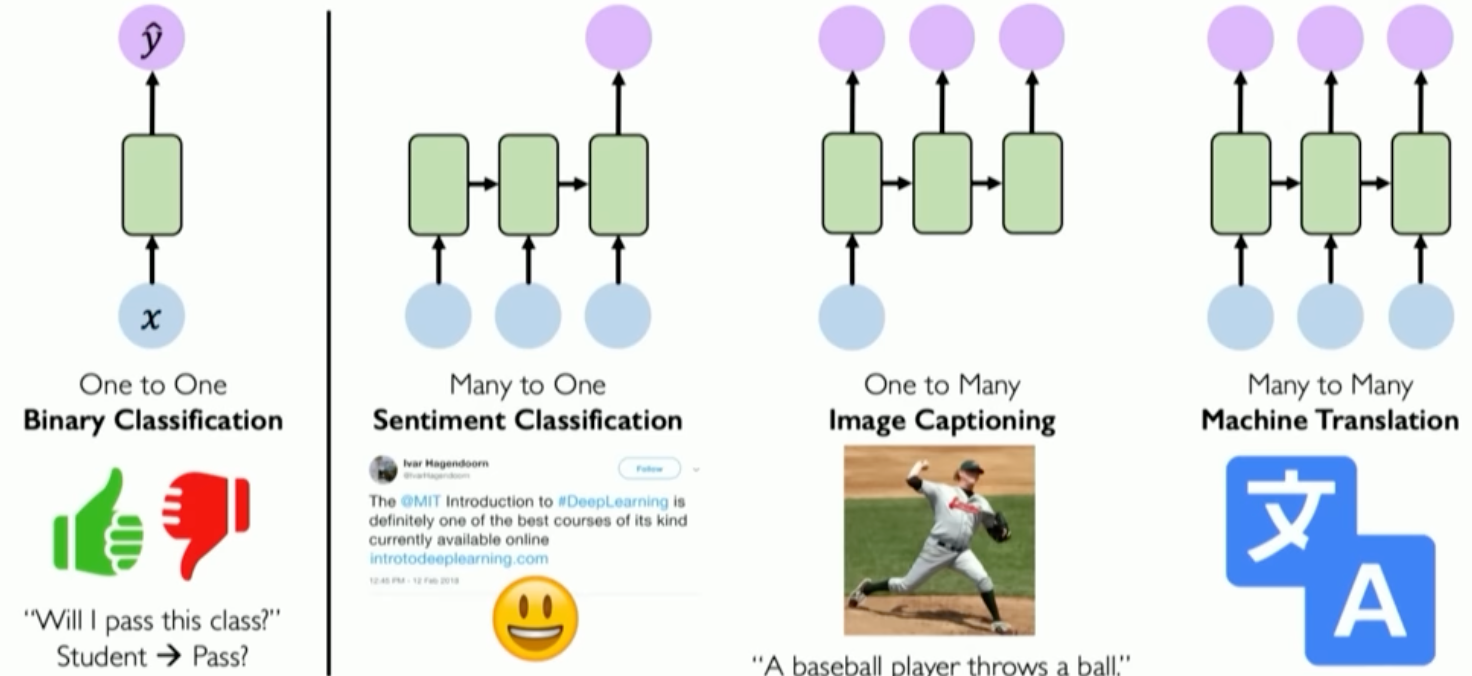 ŷ
x
One to One
Binary Classification
"Will I pass this class?"
Student → Pass?
Many to One
Sentiment Classification
Ivar Hagendoorn
@IvarHagendoorn
Follow
The @MIT Introduction to #DeepLearning is
definitely one of the best courses of its kind
currently available online
introtodeeplearning.com
12:45 PM - 12 Feb 2018
One to Many
Image Captioning
"A baseball player throws a ball."
Many to Many
Machine Translation
文
A